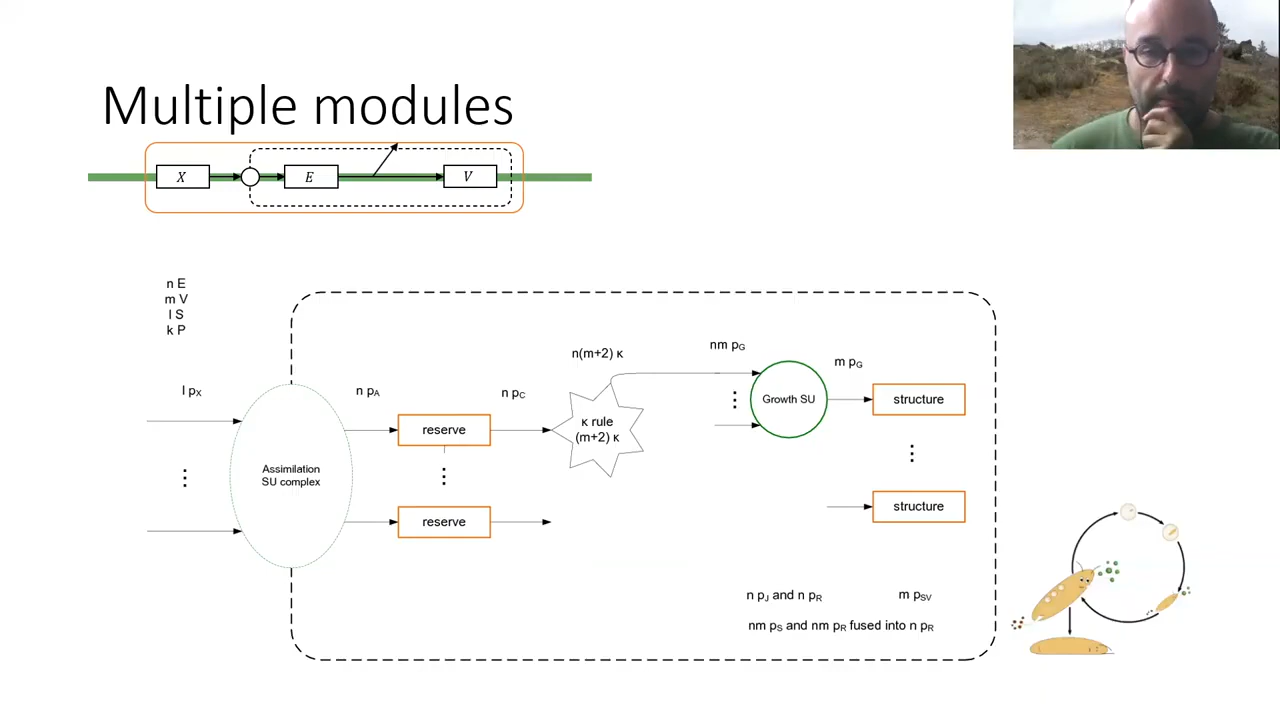 Multiple modules
X
E
V
n E
m V
l S
k P
l pX
n pA
n pC
n(m+2) κ
nm pG
m pG
Assimilation
SU complex
reserve
⋮
reserve
κ rule
(m+2) κ
Growth SU
structure
⋮
structure
n pJ and n pR
m pSV
nm pS and nm pR fused into n pR